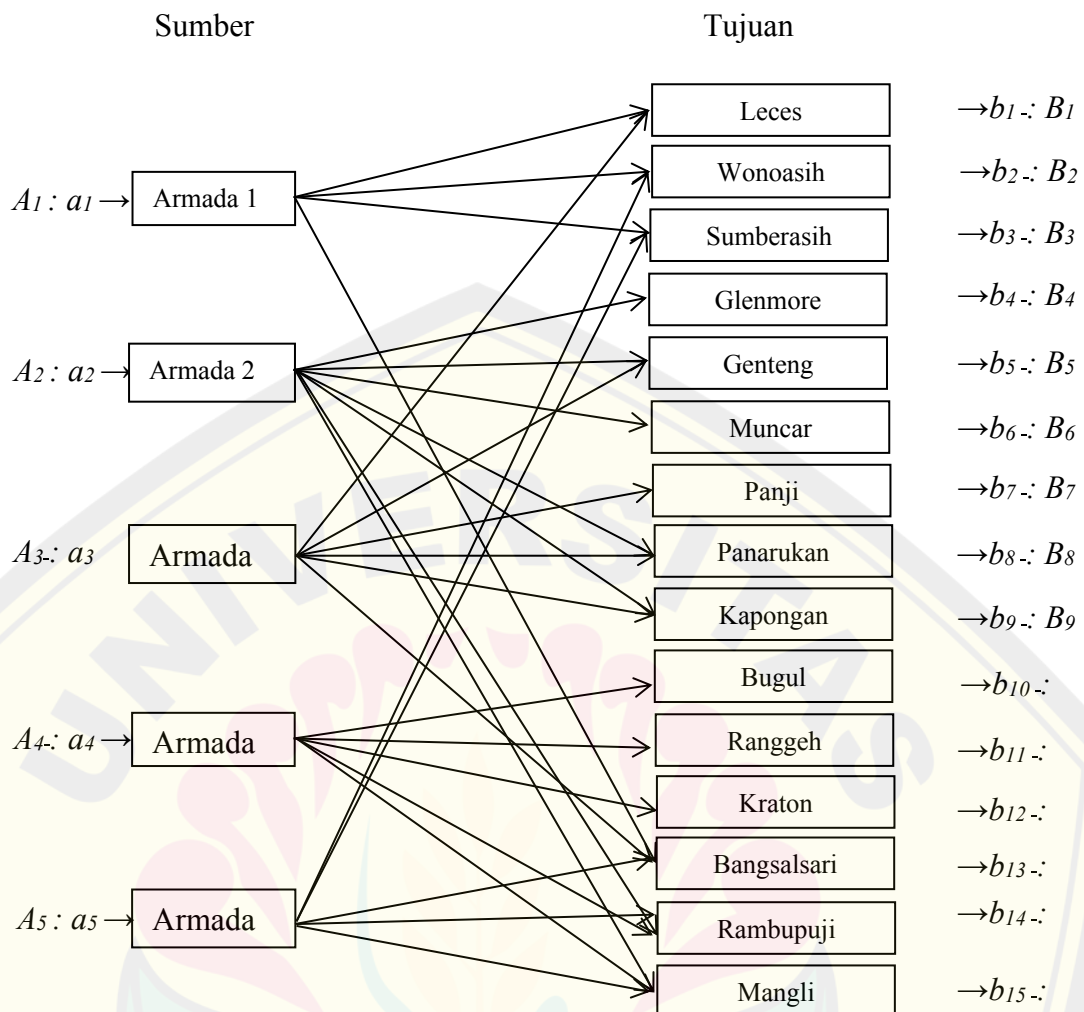 Sumber Tujuan
Leces →b1 -: B1
Wonoasih →b2 -: B2
A1 : a1 → Armada 1
Sumberasih →b3 -: B3
Glenmore →b4 -: B4
A2 : a2 → Armada 2 Genteng →b5 -: B5
Muncar →b6 -: B6
Panji →b7 -: B7
A3-: a3 Armada Panarukan →b8 -: B8
Kapongan →b9 -: B9
Bugul →b10 -:
A4-: a4 → Armada Ranggeh →b11 -:
Kraton →b12 -:
Bangsalsari →b13 -:
A5 : a5 → Armada Rambupuji →b14 -:
Mangli →b15 -:
UNIVERSITAS